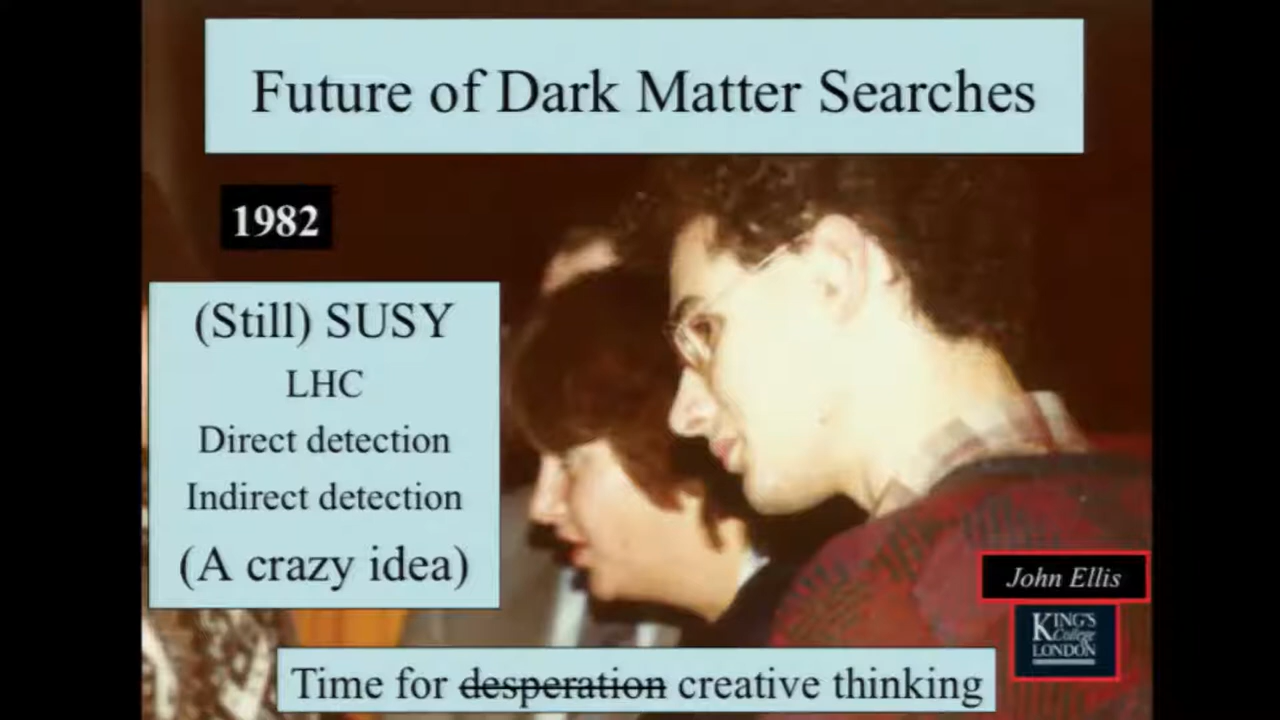 Future of Dark Matter Searches
1982
(Still) SUSY
LHC
Direct detection
Indirect detection
(A crazy idea)
John Ellis
KING'S
College
LONDON
Time for desperation creative thinking